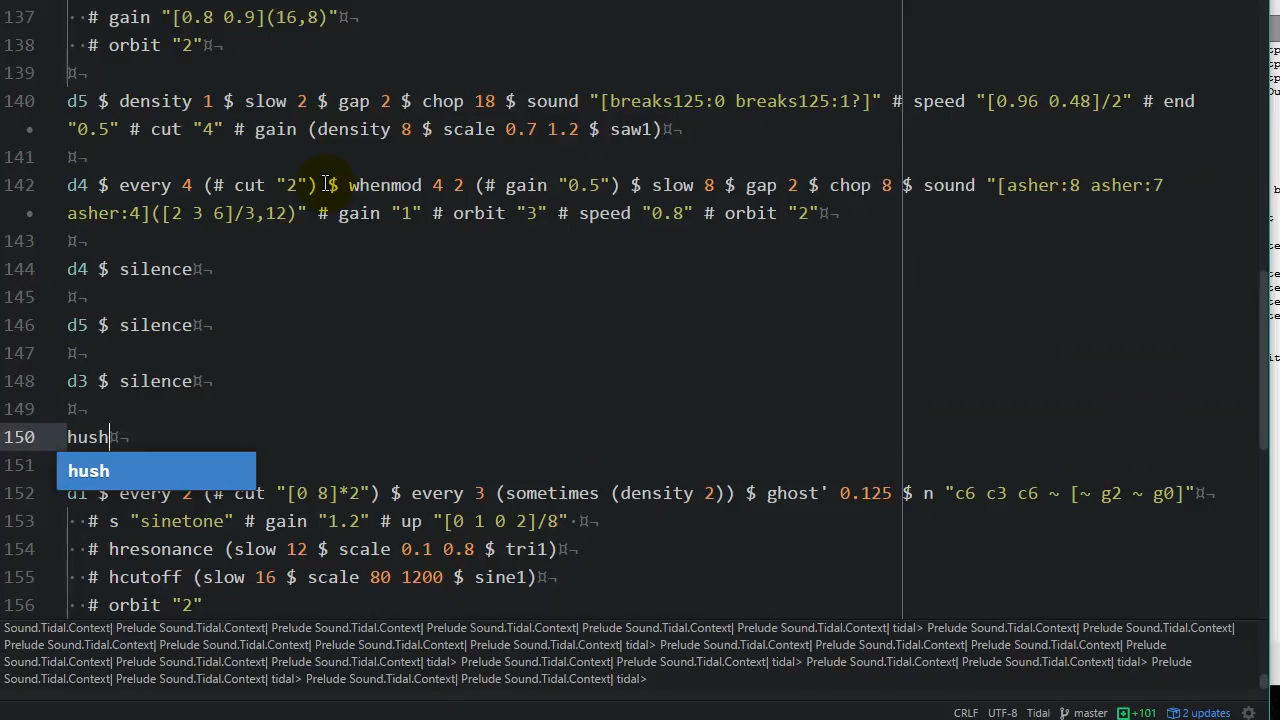 137 ··# gain "[0.8 0.9](16,8)"¤¬
138 ··# orbit "2"¤¬
139 ¤¬
140 d5 $ density 1 $ slow 2 $ gap 2 $ chop 18 $ sound "[breaks125:0 breaks125:1?]" # speed "[0.96 0.48]/2" # end
• "0.5" # cut "4" # gain (density 8 $ scale 0.7 1.2 $ saw1)¤¬
141 ¤¬
142 d4 $ every 4 (# cut "2") $ whenmod 4 2 (# gain "0.5") $ slow 8 $ gap 2 $ chop 8 $ sound "[asher:8 asher:7
• asher:4]([2 3 6]/3,12)" # gain "1" # orbit "3" # speed "0.8" # orbit "2"¤¬
143 ¤¬
144 d4 $ silence¤¬
145 ¤¬
146 d5 $ silence¤¬
147 ¤¬
148 d3 $ silence¤¬
149 ¤¬
150 hush¤¬
151 hush
152 d1 $ every 2 (# cut "[0 8]*2") $ every 3 (sometimes (density 2)) $ ghost' 0.125 $ n "c6 c3 c6 ~ [~ g2 ~ g0]"¤¬
153 ··# s "sinetone" # gain "1.2" # up "[0 1 0 2]/8"·¤¬
154 ··# hresonance (slow 12 $ scale 0.1 0.8 $ tri1)¤¬
155 ··# hcutoff (slow 16 $ scale 80 1200 $ sine1)¤¬
156 ··# orbit "2"
Sound.Tidal.Context| Prelude Sound.Tidal.Context| Prelude Sound.Tidal.Context| Prelude Sound.Tidal.Context| Prelude Sound.Tidal.Context| Prelude Sound.Tidal.Context| tidal> Prelude Sound.Tidal.Context|
Prelude Sound.Tidal.Context| Prelude Sound.Tidal.Context| Prelude Sound.Tidal.Context| tidal> Prelude Sound.Tidal.Context| Prelude Sound.Tidal.Context| Prelude Sound.Tidal.Context| Prelude
Sound.Tidal.Context| Prelude Sound.Tidal.Context| tidal> Prelude Sound.Tidal.Context| Prelude Sound.Tidal.Context| tidal> Prelude Sound.Tidal.Context| Prelude Sound.Tidal.Context| tidal> Prelude
Sound.Tidal.Context| Prelude Sound.Tidal.Context| tidal> Prelude Sound.Tidal.Context| Prelude Sound.Tidal.Context| tidal>
CRLF UTF-8 Tidal master +101 2 updates